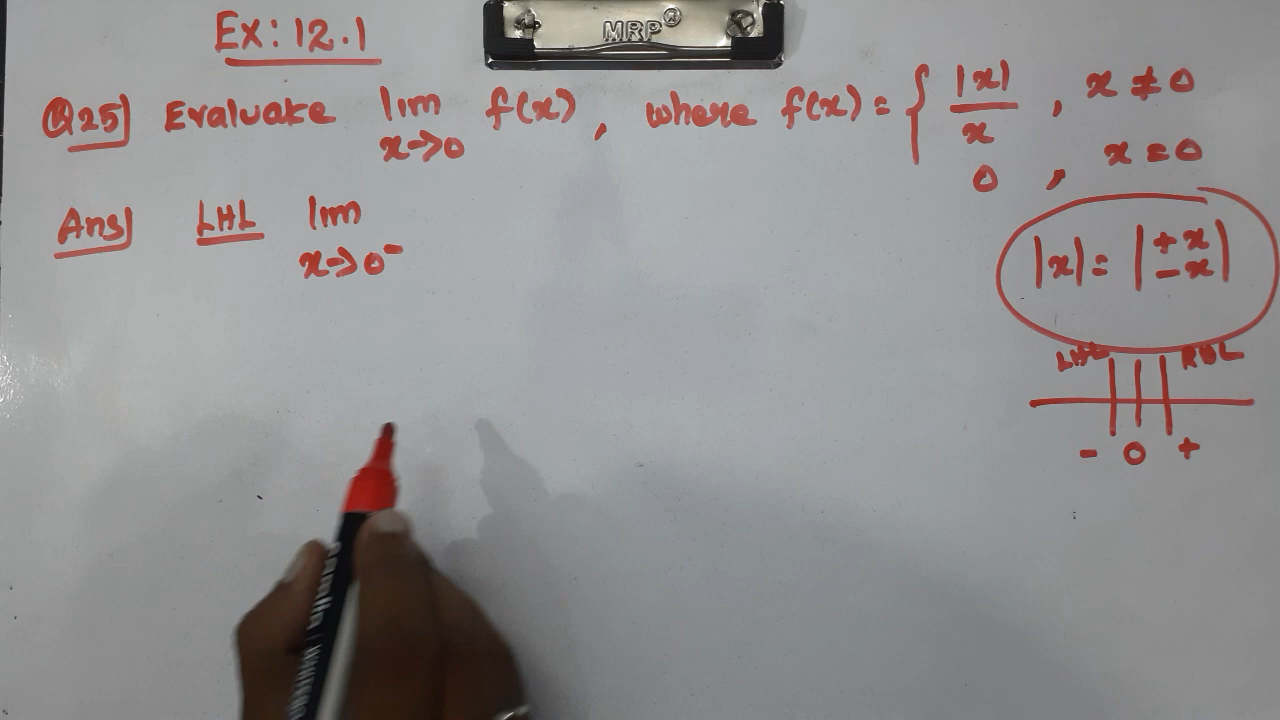 MRP®
Ex: 12.1
Q25] Evaluate lim f(x), where f(x) = { |x| , x ≠ 0
x→0 x
0 , x = 0
Ans] LHL lim
x→0⁻
|x| = | +x |
-x
LHL RHL
- 0 +
camlin